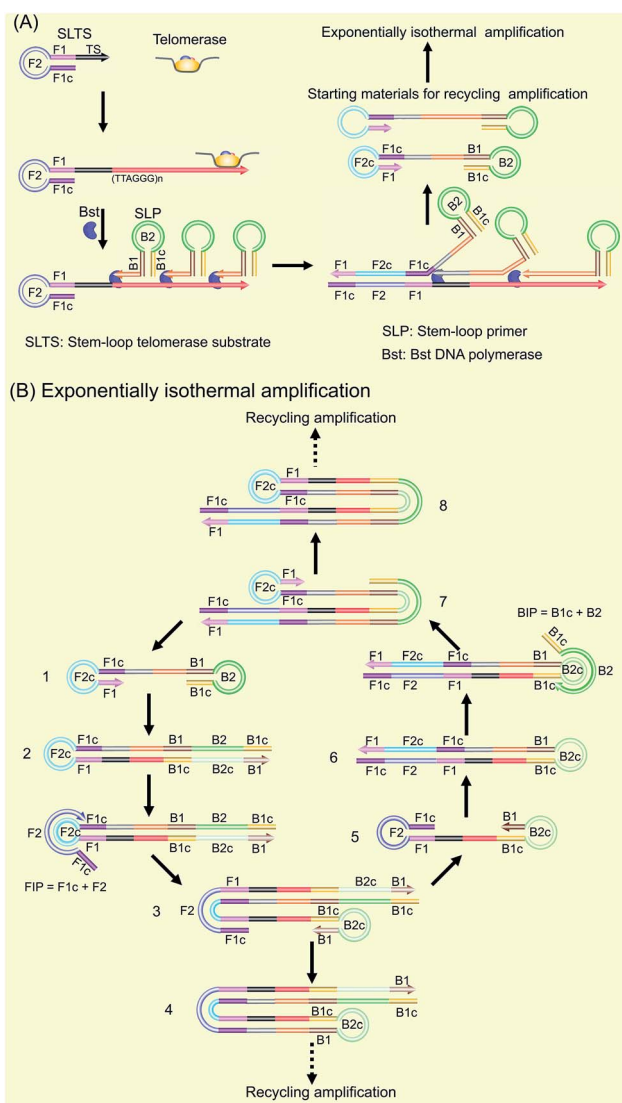 (A)
SLTS
F1
TS
F2
F1c
Telomerase
F1
F2
F1c
(TTAGGG)n
Bst
SLP
B2
B1
B1c
F1
F2
F1c
SLTS: Stem-loop telomerase substrate
Exponentially isothermal amplification
Starting materials for recycling amplification
F1c
B1
F2c
B2
F1
B1c
B2
B1c
B1
F1
F2c
F1c
F1c
F2
F1
SLP: Stem-loop primer
Bst: Bst DNA polymerase
(B) Exponentially isothermal amplification
Recycling amplification
F1
F2c
F1c
F1c
F1
8
F1
F2c
F1c
F1c
F1
7
1
F1c
B1
F2c
B2
F1
B1c
2
F1c
B1
B2
B1c
F2c
F1
B1c
B2c
B1
F1c
B1
B2
B1c
F2
F2c
F1
B1c
B2c
B1
F1c
FIP = F1c + F2
3
F1
B2c
B1
F2
B1c
B1c
B2c
F1c
B1
4
B1
B1c
B1c
B2c
B1
Recycling amplification
5
F1c
B1
F2
B2c
F1
B1c
6
F1
F2c
F1c
B1
B2c
F1c
F2
F1
B1c
BIP = B1c + B2
B1c
F1
F2c
F1c
B1
B2c
B2
F1c
F2
F1
B1c